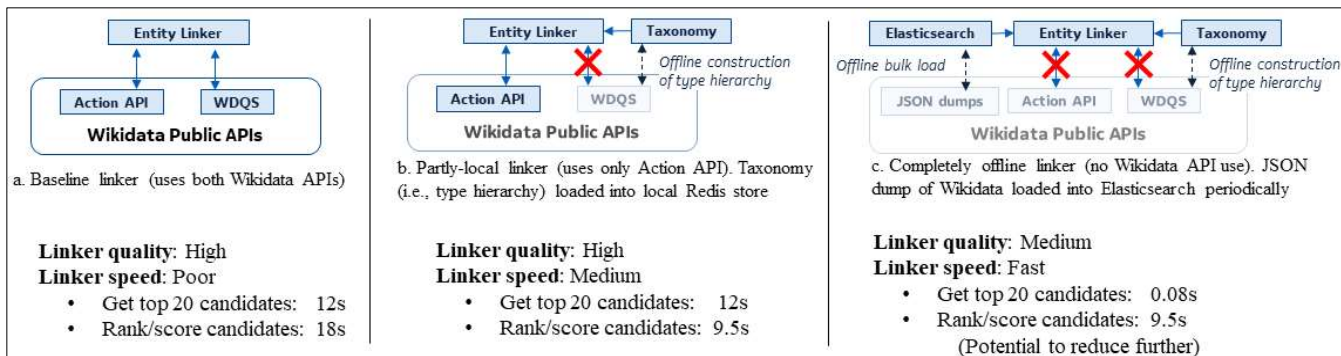 Entity Linker
Action API
WDQS
Wikidata Public APIs
a. Baseline linker (uses both Wikidata APIs)
Linker quality: High
Linker speed: Poor
• Get top 20 candidates: 12s
• Rank/score candidates: 18s
Entity Linker
Taxonomy
Offline construction
of type hierarchy
Action API
WDQS
Wikidata Public APIs
b. Partly-local linker (uses only Action API). Taxonomy
(i.e., type hierarchy) loaded into local Redis store
Linker quality: High
Linker speed: Medium
• Get top 20 candidates: 12s
• Rank/score candidates: 9.5s
Elasticsearch
Entity Linker
Taxonomy
Offline bulk load
Offline construction
of type hierarchy
JSON dumps
Action API
WDQS
Wikidata Public APIs
c. Completely offline linker (no Wikidata API use). JSON
dump of Wikidata loaded into Elasticsearch periodically
Linker quality: Medium
Linker speed: Fast
• Get top 20 candidates: 0.08s
• Rank/score candidates: 9.5s
(Potential to reduce further)